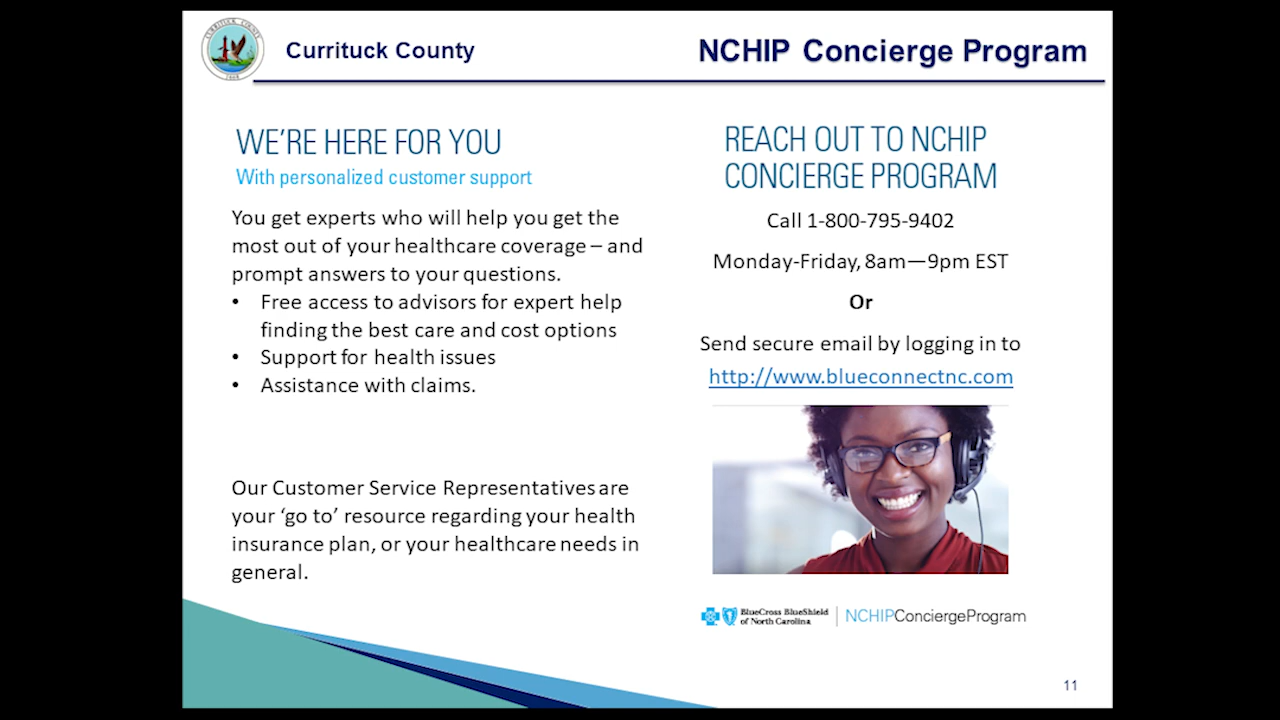 CURRITUCK COUNTY
Currituck County
NCHIP Concierge Program
WE'RE HERE FOR YOU
With personalized customer support
You get experts who will help you get the
most out of your healthcare coverage – and
prompt answers to your questions.
• Free access to advisors for expert help
finding the best care and cost options
• Support for health issues
• Assistance with claims.
Our Customer Service Representatives are
your ‘go to’ resource regarding your health
insurance plan, or your healthcare needs in
general.
REACH OUT TO NCHIP
CONCIERGE PROGRAM
Call 1-800-795-9402
Monday-Friday, 8am—9pm EST
Or
Send secure email by logging in to
http://www.blueconnectnc.com
BlueCross BlueShield
of North Carolina
NCHIPConciergeProgram
11